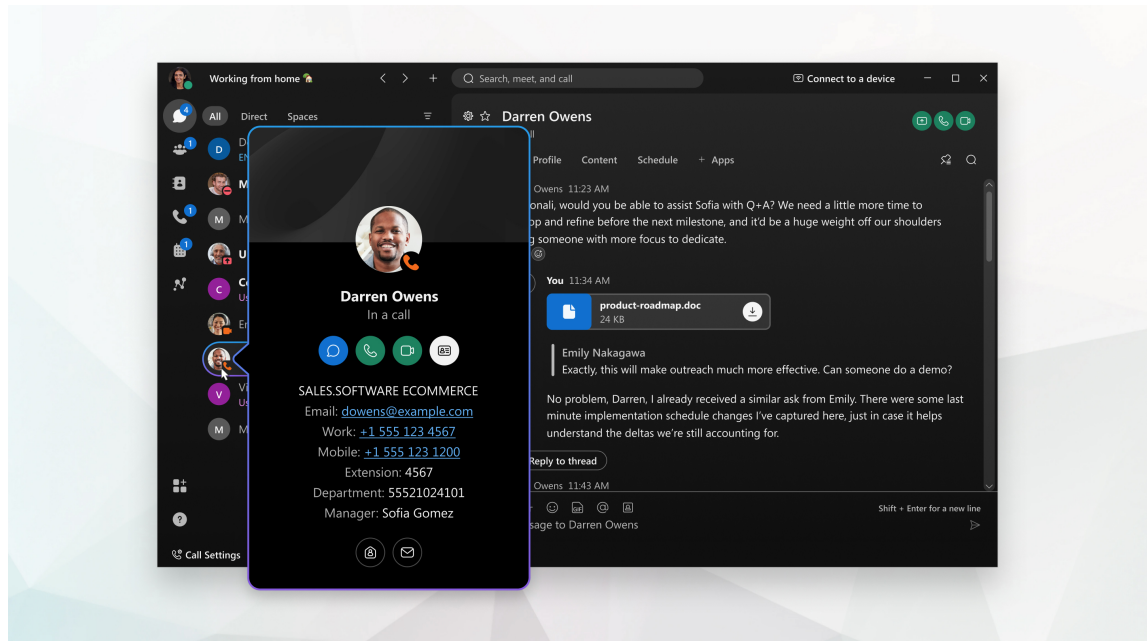 Working from home
Search, meet, and call
Connect to a device
4
All
Direct
Spaces
Darren Owens
1
D
Profile
Content
Schedule
+ Apps
Owens 11:23 AM
would you be able to assist Sofia with Q+A? We need a little more time to
and refine before the next milestone, and it'd be a huge weight off our shoulders
someone with more focus to dedicate.
M
M
1
1
U
You 11:34 AM
product-roadmap.doc
24 KB
C
Emily Nakagawa
Exactly, this will make outreach much more effective. Can someone do a demo?
V
No problem, Darren, I already received a similar ask from Emily. There were some last
minute implementation schedule changes I've captured here, just in case it helps
understand the deltas we're still accounting for.
M
Reply to thread
Owens 11:43 AM
GIF
Shift + Enter for a new line
to Darren Owens
Call Settings
Darren Owens
In a call
SALES.SOFTWARE ECOMMERCE
Email: dowens@example.com
Work: +1 555 123 4567
Mobile: +1 555 123 1200
Extension: 4567
Department: 55521024101
Manager: Sofia Gomez